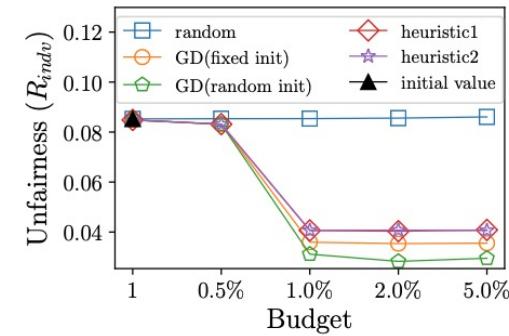 random
GD(fixed init)
GD(random init)
heuristic1
heuristic2
initial value
0.12
0.10
0.08
0.06
0.04
Unfairness (R_indv)
1 0.5% 1.0% 2.0% 5.0%
Budget